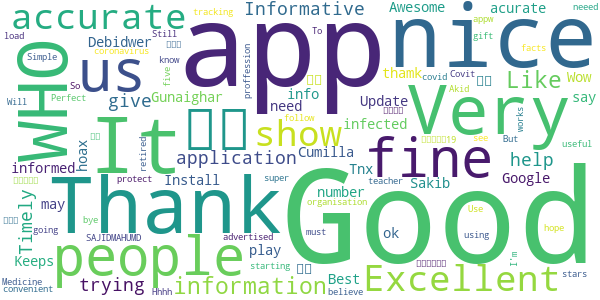 accurate
Informative
Awesome
acurate
tracking
neeed
load
Still
To
appw
WHO
Debidwer
coronavirus
app
nice
gift
Simple
us
know
five
proffession
thamk
covid
Covit
Wow
facts
So
give
Gunaighar
Like
Akid
say
Will
Perfect
info
need
Update
It
show
infected
follow
Very
works
see
But
useful
hoax
application
Cumilla
fine
help
informed
retired
protect
Install
super
Tnx
number
teacher
Sakib
Google
may
Thank
Good
organisation
Use
Timely
bye
ok
I'm
hope
going
SAJIDMAHUMD
advertised
play
must
using
people
Keeps
starting
Best
stars
Medicine
convenient
trying
Hhhh
information
believe
Excellent